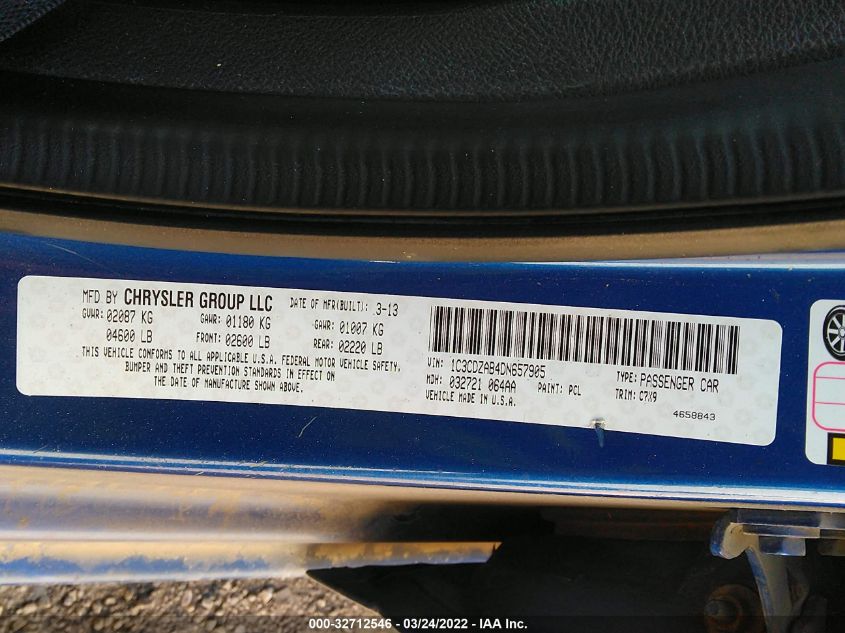 MFD BY CHRYSLER GROUP LLC DATE OF MFR(BUILT): 3-13
GVWR: 02087 KG GAWR: 01180 KG GAWR: 01007 KG
04600 LB FRONT: 02600 LB REAR: 02220 LB
THIS VEHICLE CONFORMS TO ALL APPLICABLE U.S.A. FEDERAL MOTOR VEHICLE SAFETY,
BUMPER AND THEFT PREVENTION STANDARDS IN EFFECT ON
THE DATE OF MANUFACTURE SHOWN ABOVE.
VIN: 1C3CDZAB4DN657905 TYPE: PASSENGER CAR
MDH: 032721 064AA PAINT: PCL TRIM: C7X9
VEHICLE MADE IN U.S.A.
4658843
000-32712546 - 03/24/2022 - IAA Inc.